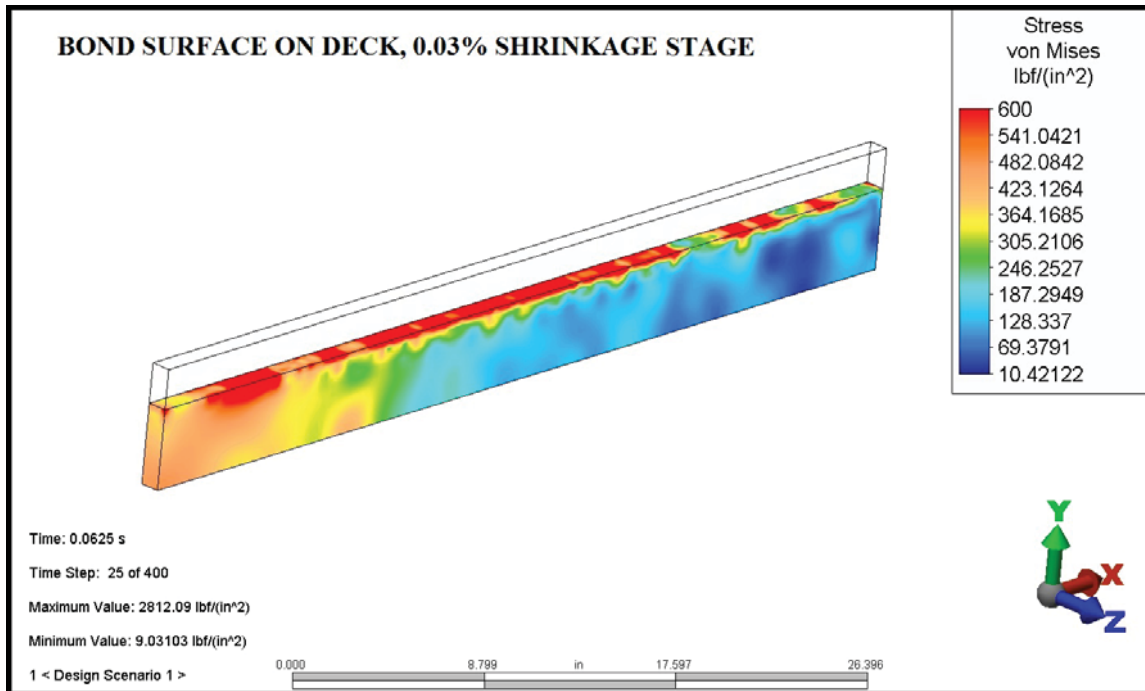 BOND SURFACE ON DECK, 0.03% SHRINKAGE STAGE
Stress
von Mises
lbf/(in^2)
600
541.0421
482.0842
423.1264
364.1685
305.2106
246.2527
187.2949
128.337
69.3791
10.42122
Time: 0.0625 s
Time Step: 25 of 400
Maximum Value: 2812.09 lbf/(in^2)
Minimum Value: 9.03103 lbf/(in^2)
1 < Design Scenario 1 >
0.000 8.799 in 17.597 26.396
Y
X
Z